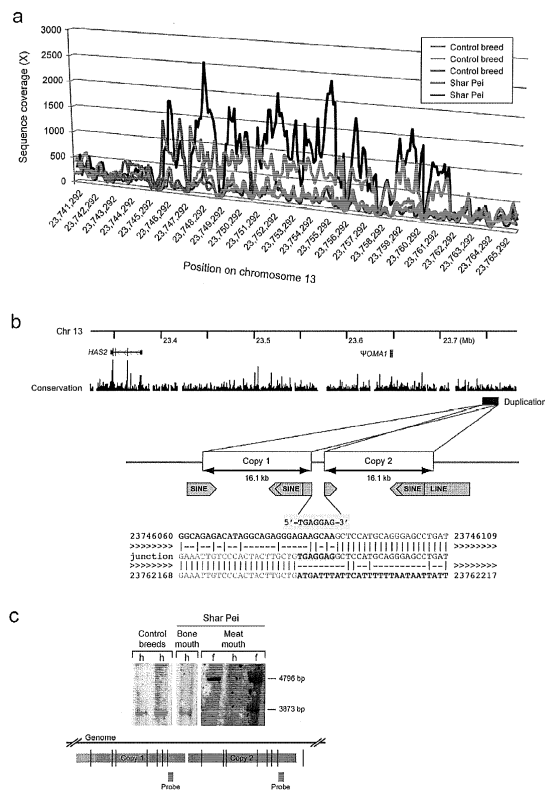 a
3000
2500
2000
1500
1000
500
0
Sequence coverage (X)
Control breed
Control breed
Control breed
Shar Pei
Shar Pei
23,741,292
23,742,292
23,743,292
23,744,292
23,745,292
23,746,292
23,747,292
23,748,292
23,749,292
23,750,292
23,751,292
23,752,292
23,753,292
23,754,292
23,755,292
23,756,292
23,757,292
23,758,292
23,759,292
23,760,292
23,761,292
23,762,292
23,763,292
23,764,292
23,765,292
Position on chromosome 13
b
Chr 13
23.4
23.5
23.6
23.7 (Mb)
HAS2
ΨOMA1
Conservation
Duplication
Copy 1
Copy 2
16.1 kb
16.1 kb
SINE
SINE
SINE
LINE
5'-TGAGGAG-3'
23746060 GGCAGAGACATAGGCAGAGGGAGAAGCAAGCTCCATGCAGGGAGCCTGAT 23746109
>>>>>>>> >>>>>>>>
junction GAAATTGTCCCACTACTTGCTGTGAGGAGGCTCCATGCAGGGAGCCTGAT
>>>>>>>> >>>>>>>>
23762168 GAAATTGTCCCACTACTTGCTGATGATTTATTCATTTTTTAATAATTATT 23762217
c
Shar Pei
Control breeds
Bone mouth
Meat mouth
h h h f h f
4796 bp
3873 bp
Genome
Copy 1
Copy 2
Probe
Probe